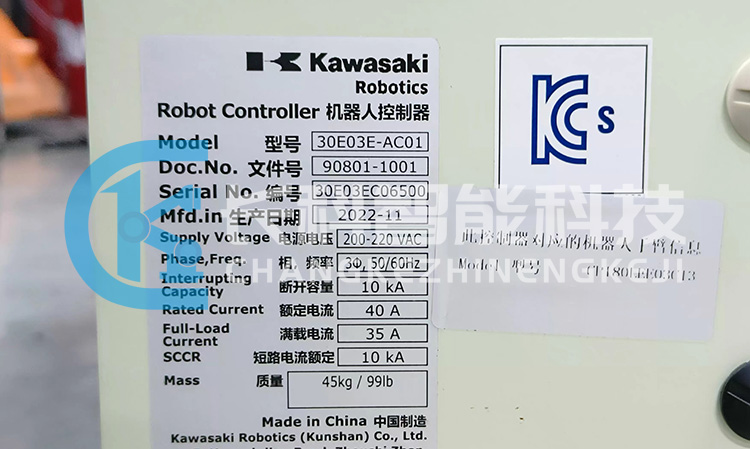 Kawasaki
Robotics
Robot Controller 机器人控制器
Model 型号 30E03E-AC01
Doc.No. 文件号 90801-1001
Serial No. 编号 30E03EC06500
Mfd.in 生产日期 2022-11
Supply Voltage 电源电压 200-220 VAC
Phase,Freq. 相, 频率 3Φ, 50/60Hz
Interrupting Capacity 断开容量 10 kA
Rated Current 额定电流 40 A
Full-Load Current 满载电流 35 A
SCCR 短路电流额定 10 kA
Mass 质量 45kg / 99lb
Made in China 中国制造
Kawasaki Robotics (Kunshan) Co., Ltd.
KC s
此控制器对应的机器人手臂信息
Model 型号
长科智能科技
CHANGKEZHINENGKEJI